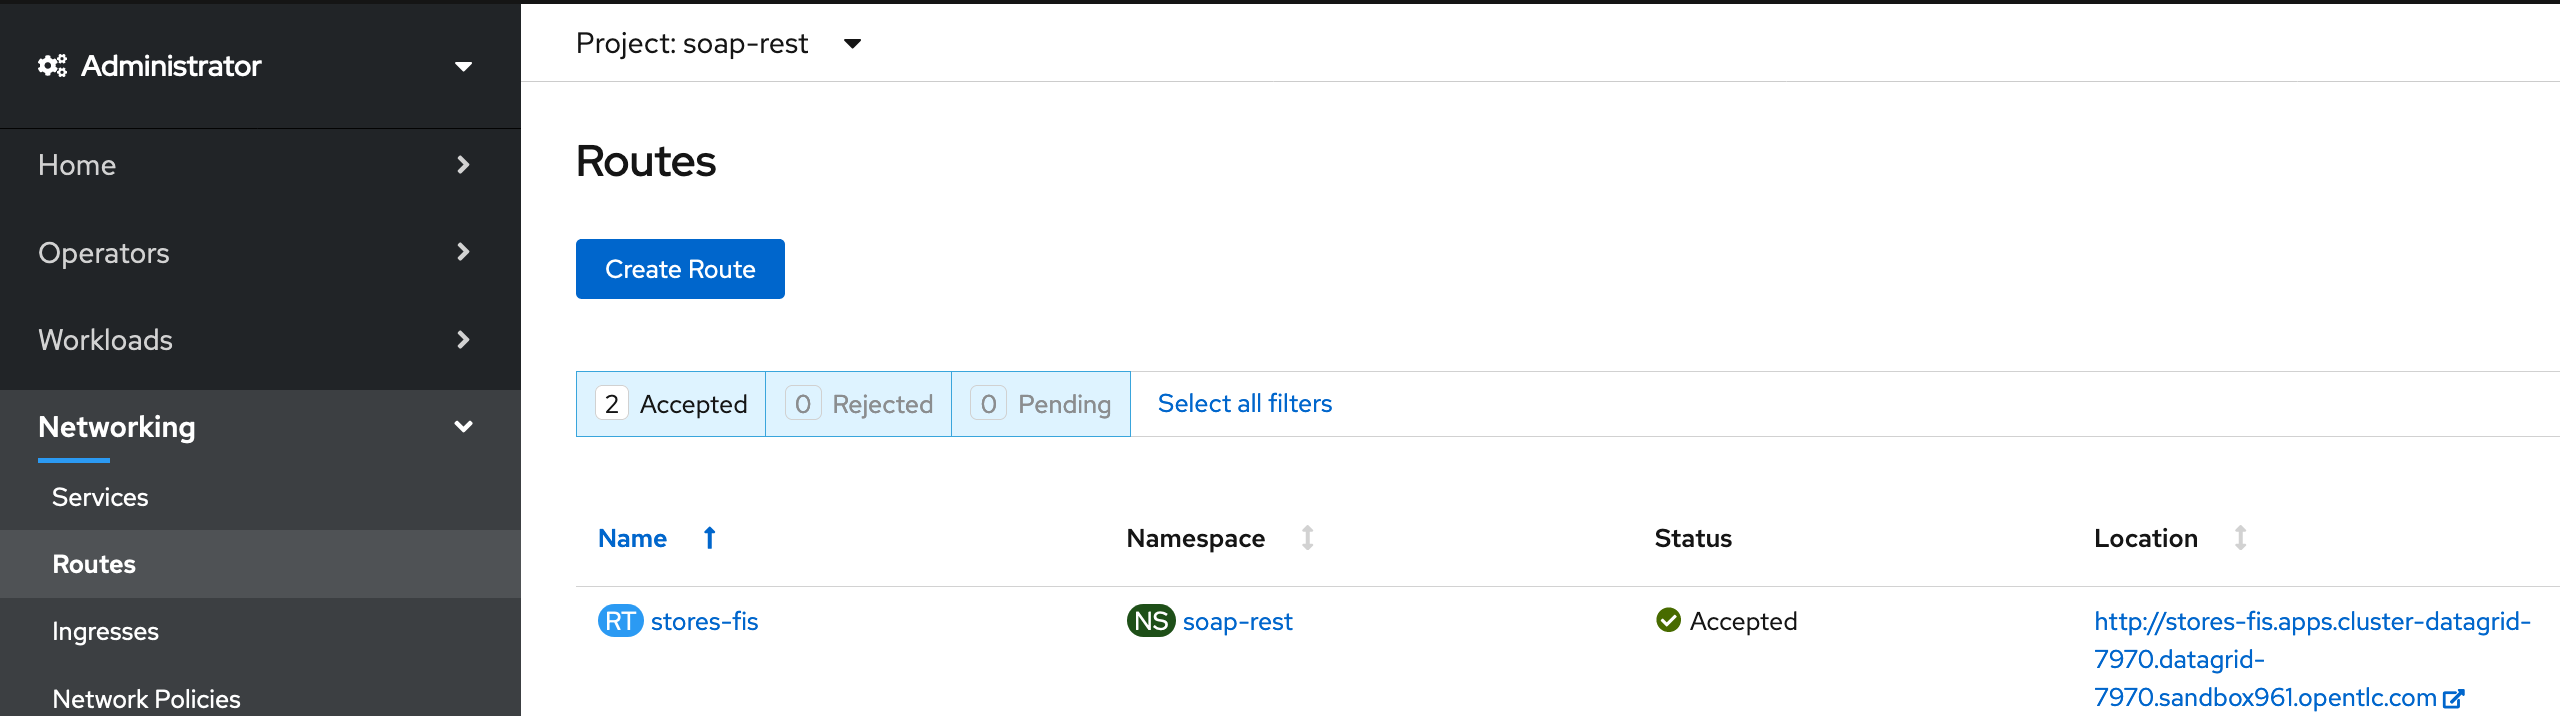 Administrator
Home
Operators
Workloads
Networking
Services
Routes
Ingresses
Network Policies
Project: soap-rest
Routes
Create Route
2 Accepted 0 Rejected 0 Pending Select all filters
Name Namespace Status Location
RT stores-fis NS soap-rest Accepted http://stores-fis.apps.cluster-datagrid-
7970.datagrid-
7970.sandbox961.opentlc.com